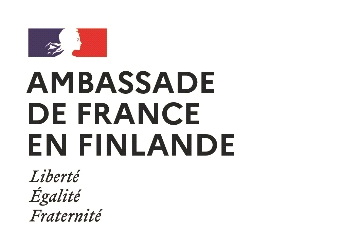 AMBASSADE
DE FRANCE
EN FINLANDE
Liberté
Égalité
Fraternité